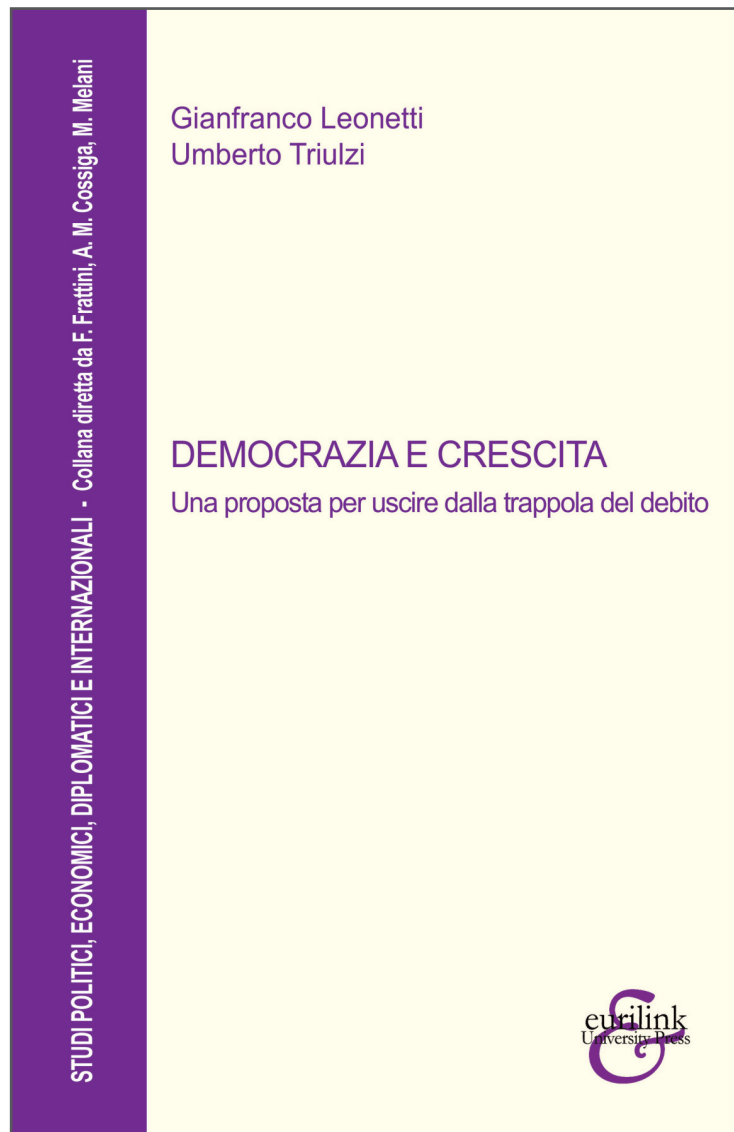 STUDI POLITICI, ECONOMICI, DIPLOMATICI E INTERNAZIONALI - Collana diretta da F. Frattini, A. M. Cossiga, M. Melani
Gianfranco Leonetti
Umberto Triulzi
DEMOCRAZIA E CRESCITA
Una proposta per uscire dalla trappola del debito
&
eurilink
University Press